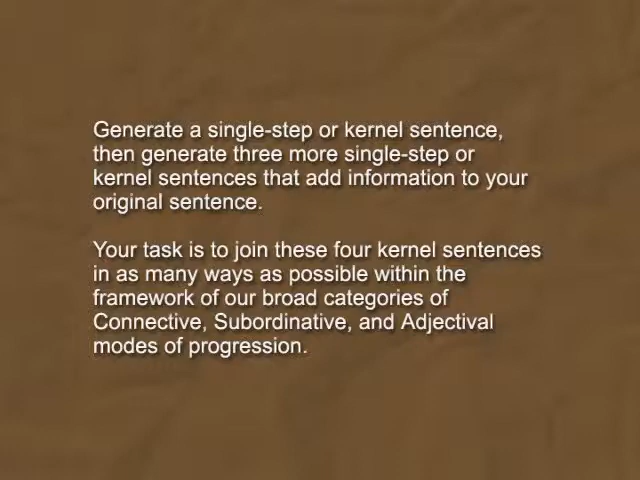 Generate a single-step or kernel sentence,
then generate three more single-step or
kernel sentences that add information to your
original sentence.
Your task is to join these four kernel sentences
in as many ways as possible within the
framework of our broad categories of
Connective, Subordinative, and Adjectival
modes of progression.